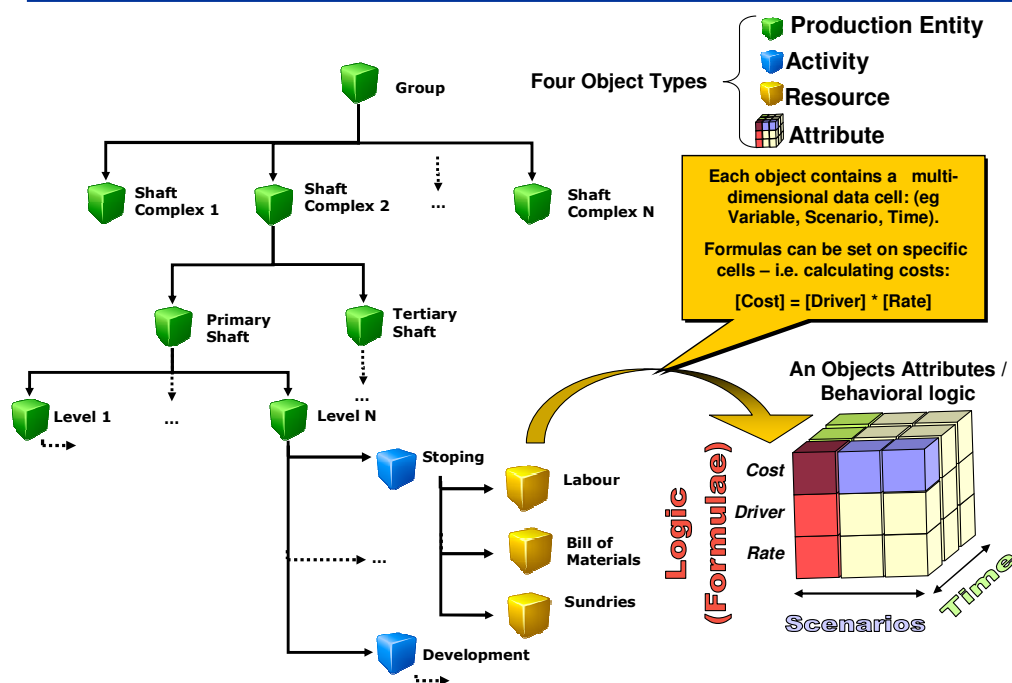 Production Entity
Activity
Four Object Types
Resource
Attribute
Group
Shaft
Complex 1
Shaft
Complex 2
...
Shaft
Complex N
Each object contains a multi-
dimensional data cell: (eg
Variable, Scenario, Time).
Formulas can be set on specific
cells – i.e. calculating costs:
[Cost] = [Driver] * [Rate]
Primary
Shaft
Tertiary
Shaft
...
Level 1
...
Level N
An Objects Attributes /
Behavioral logic
Stoping
Labour
...
Bill of
Materials
Sundries
Development
Logic
(Formulae)
Cost
Driver
Rate
Scenarios
Time